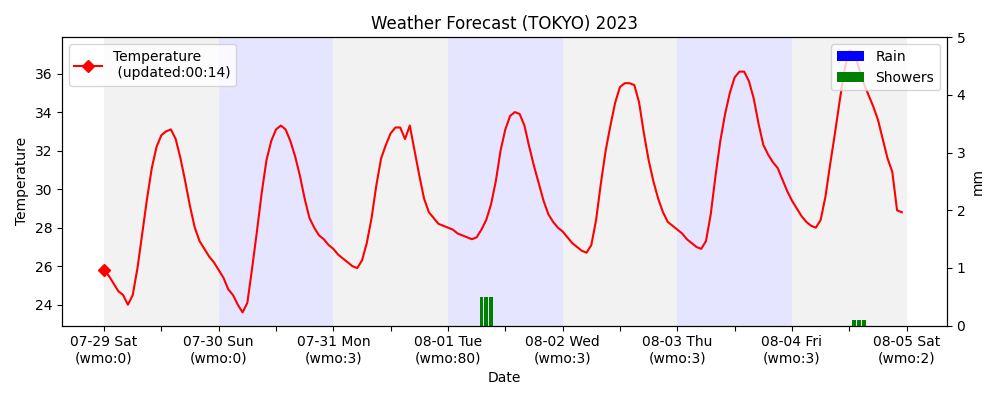 Weather Forecast (TOKYO) 2023
Temperature
(updated:00:14)
Rain
Showers
Temperature
36
34
32
30
28
26
24
5
4
3
2
1
0
mm
07-29 Sat
(wmo:0)
07-30 Sun
(wmo:0)
07-31 Mon
(wmo:3)
08-01 Tue
(wmo:80)
08-02 Wed
(wmo:3)
08-03 Thu
(wmo:3)
08-04 Fri
(wmo:3)
08-05 Sat
(wmo:2)
Date